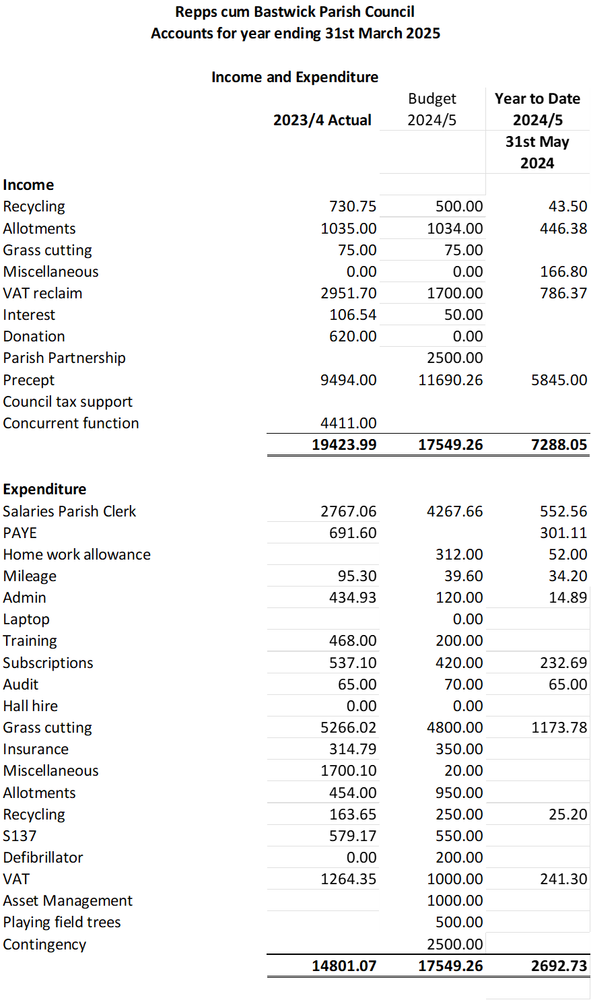 Repps cum Bastwick Parish Council
Accounts for year ending 31st March 2025
Income and Expenditure
Budget Year to Date
2023/4 Actual 2024/5 2024/5
31st May
2024
Income
Recycling 730.75 500.00 43.50
Allotments 1035.00 1034.00 446.38
Grass cutting 75.00 75.00
Miscellaneous 0.00 0.00 166.80
VAT reclaim 2951.70 1700.00 786.37
Interest 106.54 50.00
Donation 620.00 0.00
Parish Partnership 2500.00
Precept 9494.00 11690.26 5845.00
Council tax support
Concurrent function 4411.00
19423.99 17549.26 7288.05
Expenditure
Salaries Parish Clerk 2767.06 4267.66 552.56
PAYE 691.60 301.11
Home work allowance 312.00 52.00
Mileage 95.30 39.60 34.20
Admin 434.93 120.00 14.89
Laptop 0.00
Training 468.00 200.00
Subscriptions 537.10 420.00 232.69
Audit 65.00 70.00 65.00
Hall hire 0.00 0.00
Grass cutting 5266.02 4800.00 1173.78
Insurance 314.79 350.00
Miscellaneous 1700.10 20.00
Allotments 454.00 950.00
Recycling 163.65 250.00 25.20
S137 579.17 550.00
Defibrillator 0.00 200.00
VAT 1264.35 1000.00 241.30
Asset Management 1000.00
Playing field trees 500.00
Contingency 2500.00
14801.07 17549.26 2692.73